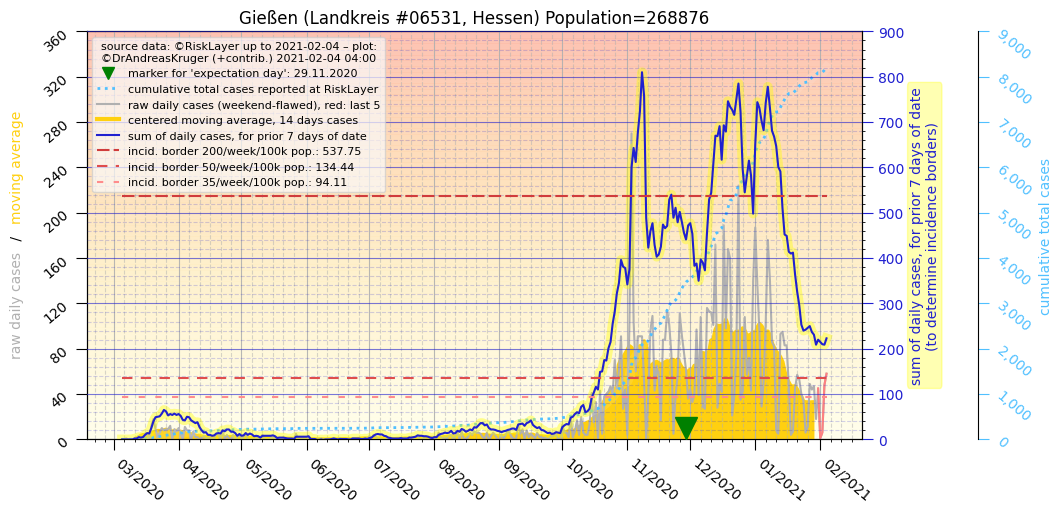 Gießen (Landkreis #06531, Hessen) Population=268876
source data: ©RiskLayer up to 2021-02-04 – plot:
©DrAndreasKruger (+contrib.) 2021-02-04 04:00
marker for 'expectation day': 29.11.2020
cumulative total cases reported at RiskLayer
raw daily cases (weekend-flawed), red: last 5
centered moving average, 14 days cases
sum of daily cases, for prior 7 days of date
incid. border 200/week/100k pop.: 537.75
incid. border 50/week/100k pop.: 134.44
incid. border 35/week/100k pop.: 94.11
raw daily cases / moving average
360
320
280
240
200
160
120
80
40
0
03/2020
04/2020
05/2020
06/2020
07/2020
08/2020
09/2020
10/2020
11/2020
12/2020
01/2021
02/2021
900
800
700
600
500
400
300
200
100
0
sum of daily cases, for prior 7 days of date
(to determine incidence borders)
9,000
8,000
7,000
6,000
5,000
4,000
3,000
2,000
1,000
0
cumulative total cases